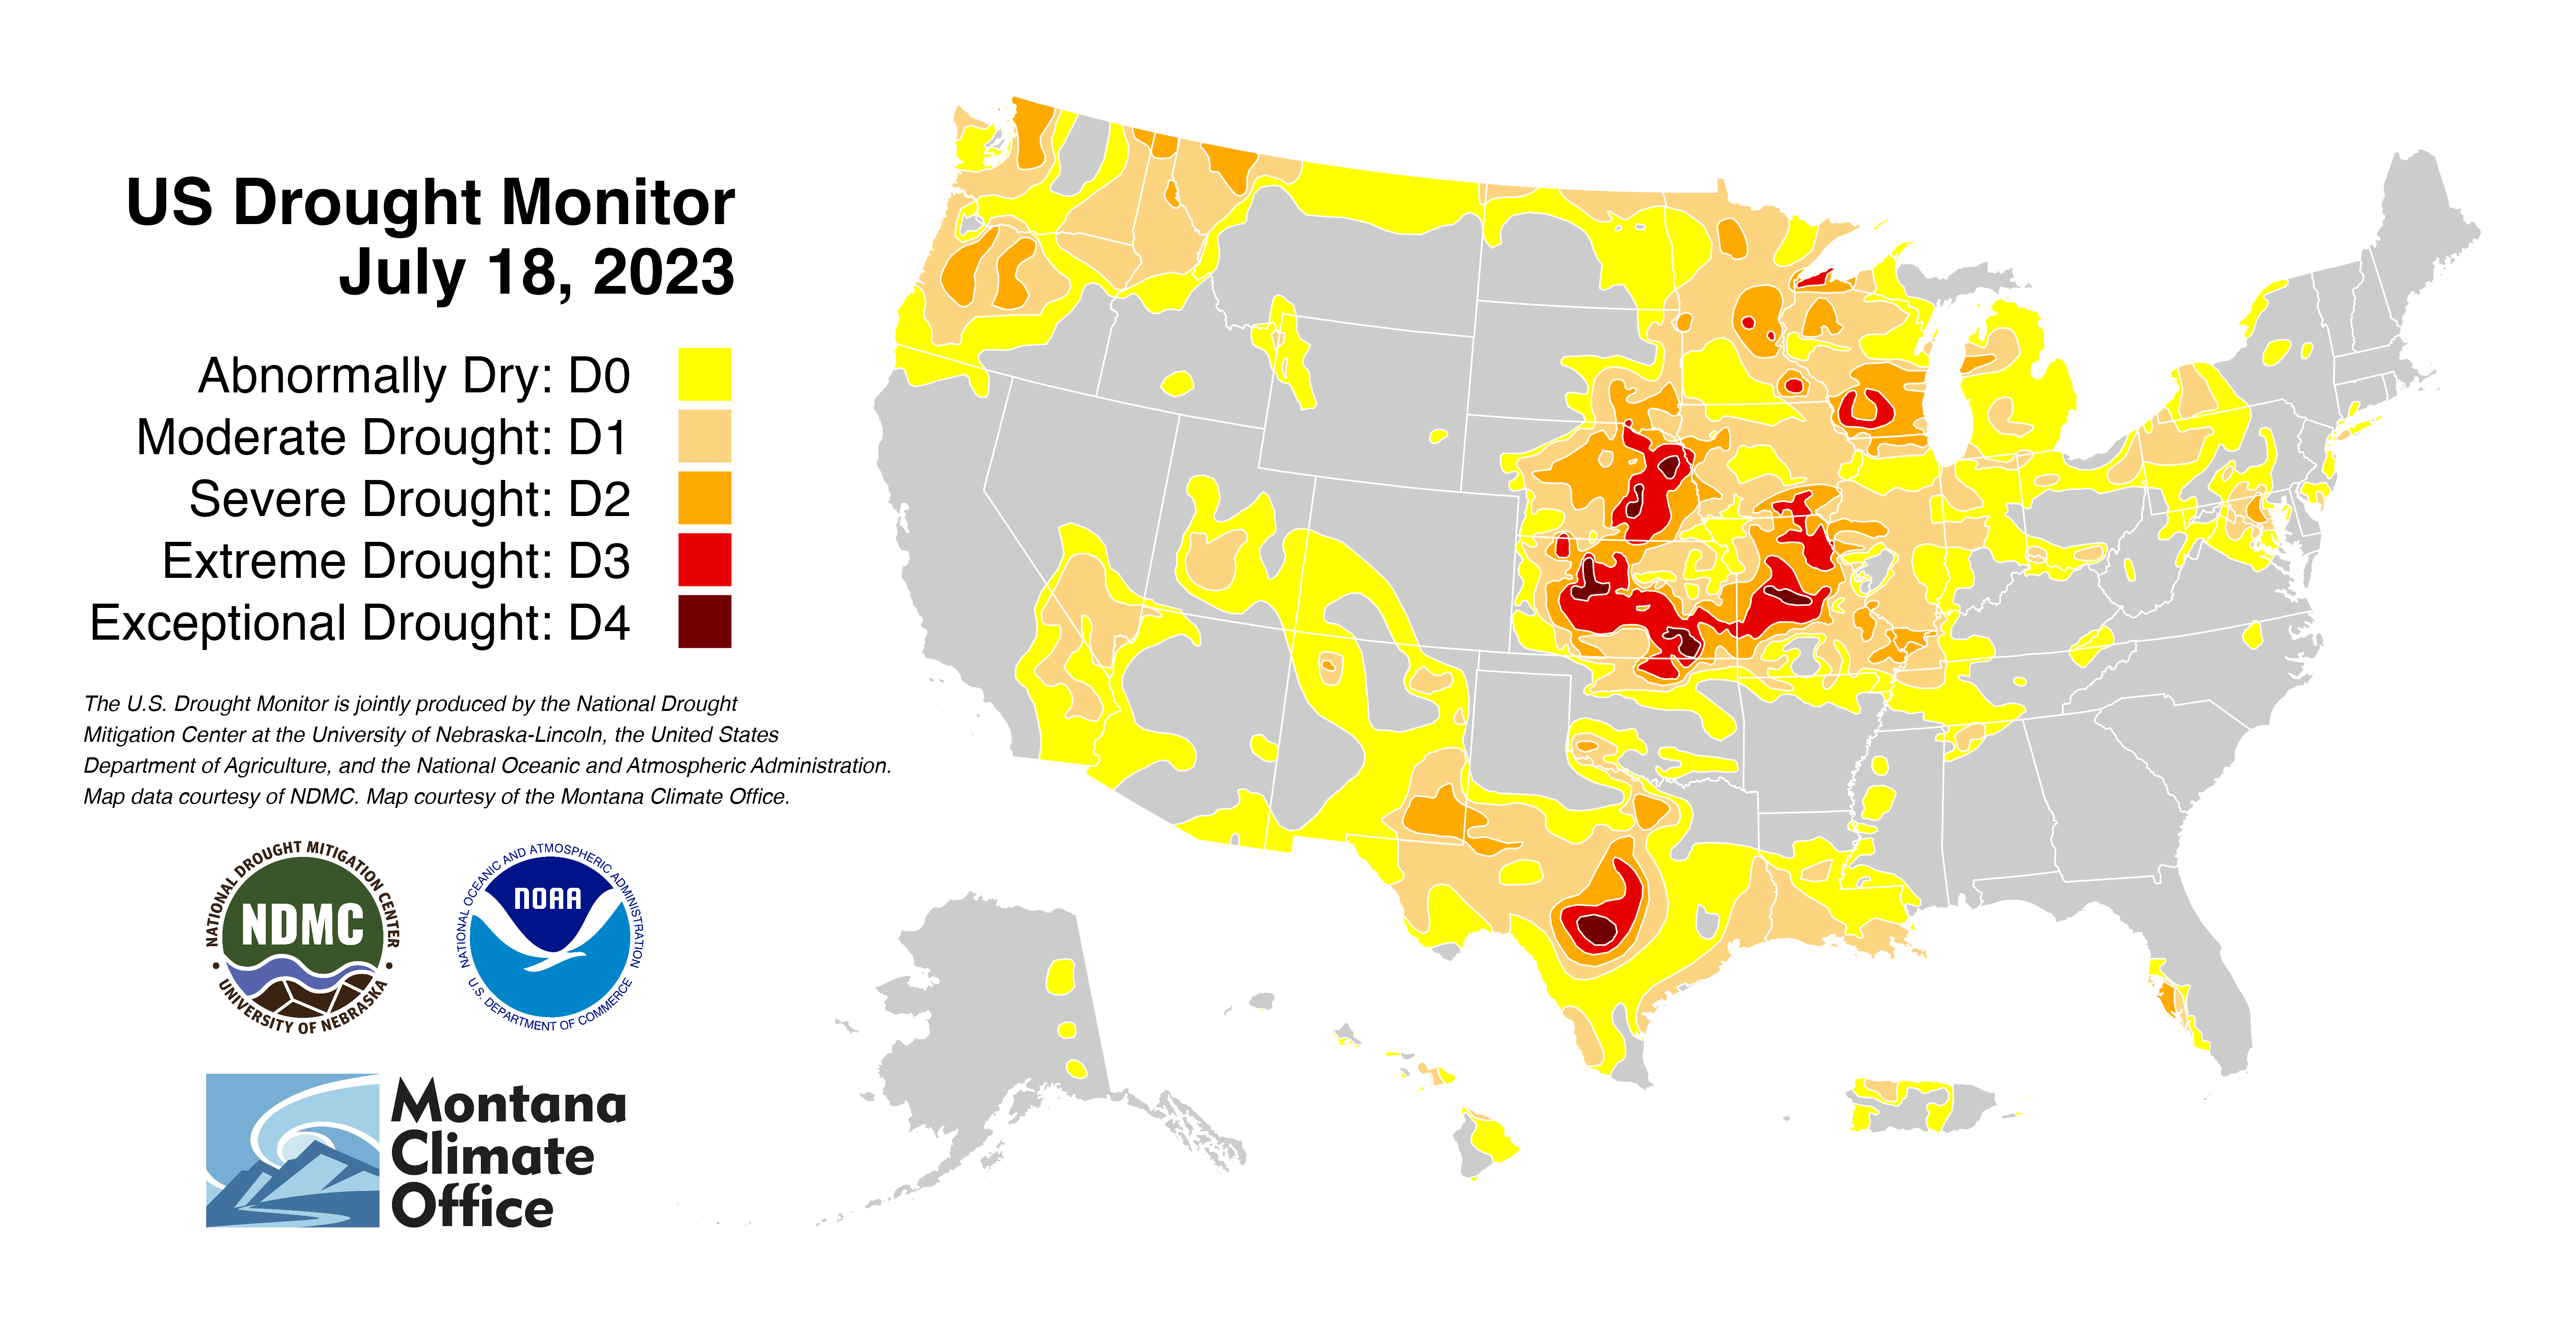 US Drought Monitor
July 18, 2023
Abnormally Dry: D0
Moderate Drought: D1
Severe Drought: D2
Extreme Drought: D3
Exceptional Drought: D4
The U.S. Drought Monitor is jointly produced by the National Drought
Mitigation Center at the University of Nebraska-Lincoln, the United States
Department of Agriculture, and the National Oceanic and Atmospheric Administration.
Map data courtesy of NDMC. Map courtesy of the Montana Climate Office.
NATIONAL DROUGHT MITIGATION CENTER
NDMC
UNIVERSITY OF NEBRASKA
NATIONAL OCEANIC AND ATMOSPHERIC ADMINISTRATION
NOAA
U.S. DEPARTMENT OF COMMERCE
Montana
Climate
Office